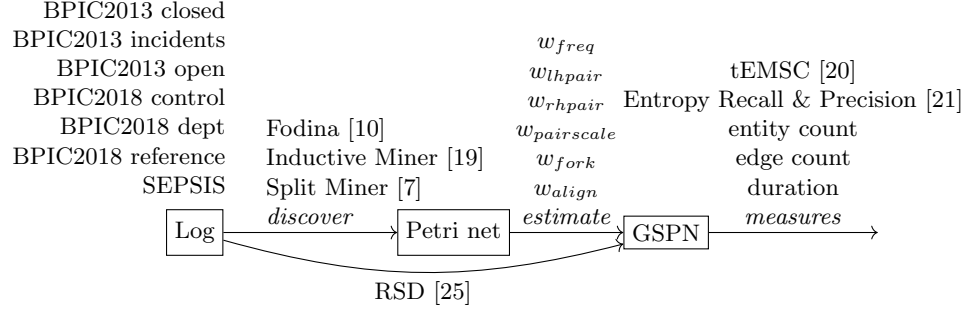 BPIC2013 closed
BPIC2013 incidents
BPIC2013 open
BPIC2018 control
BPIC2018 dept
BPIC2018 reference
SEPSIS
Log
Fodina [10]
Inductive Miner [19]
Split Miner [7]
discover
Petri net
w_freq
w_lhpair
w_rhpair
w_pairscale
w_fork
w_align
estimate
GSPN
tEMSC [20]
Entropy Recall & Precision [21]
entity count
edge count
duration
measures
RSD [25]